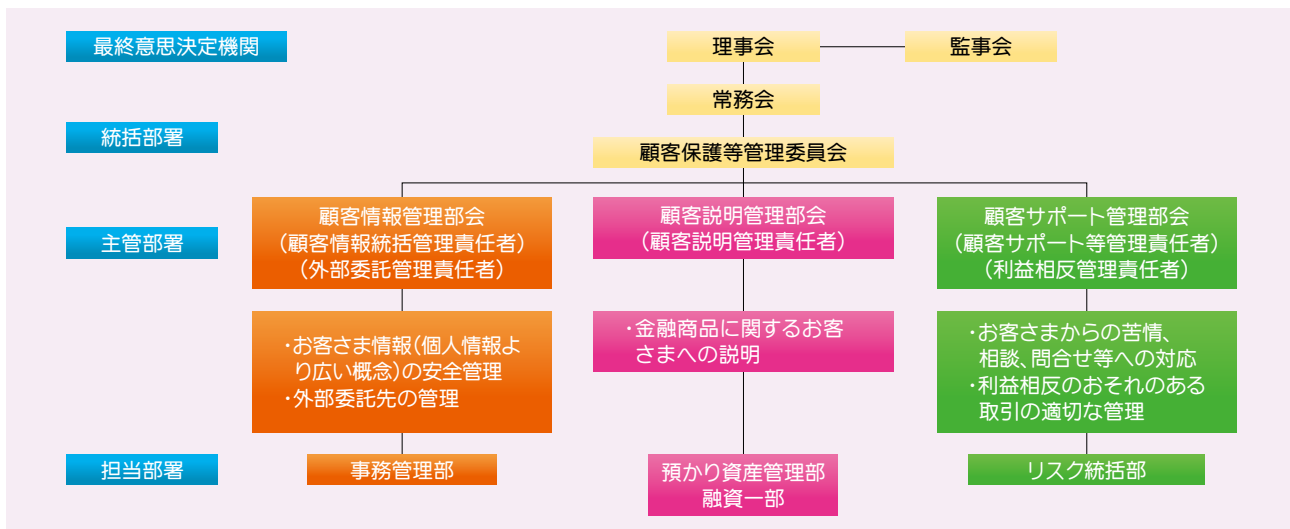 最終意思決定機関
理事会
監事会
常務会
統括部署
顧客保護等管理委員会
主管部署
顧客情報管理部会
(顧客情報統括管理責任者)
(外部委託管理責任者)
顧客説明管理部会
(顧客説明管理責任者)
顧客サポート管理部会
(顧客サポート等管理責任者)
(利益相反管理責任者)
・お客さま情報(個人情報よ
り広い概念)の安全管理
・外部委託先の管理
・金融商品に関するお客
さまへの説明
・お客さまからの苦情、
相談、問合せ等への対応
・利益相反のおそれのある
取引の適切な管理
担当部署
事務管理部
預かり資産管理部
融資一部
リスク統括部